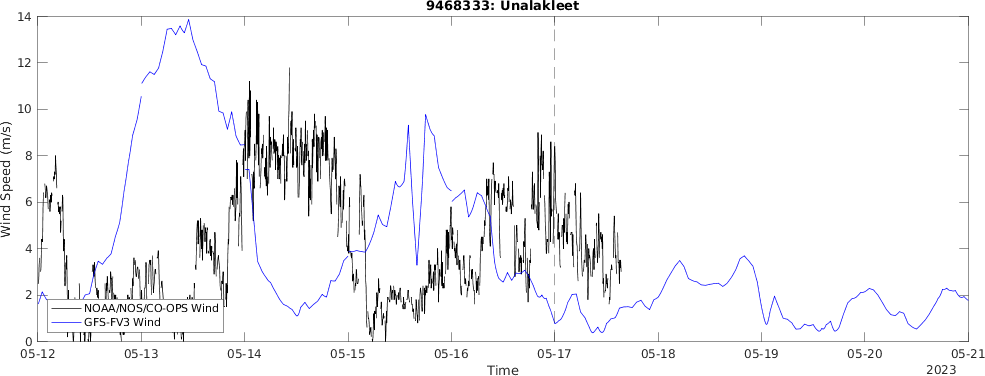 9468333: Unalakleet
14
12
10
8
6
4
2
0
Wind Speed (m/s)
NOAA/NOS/CO-OPS Wind
GFS-FV3 Wind
05-12 05-13 05-14 05-15 05-16 05-17 05-18 05-19 05-20 05-21
Time
2023